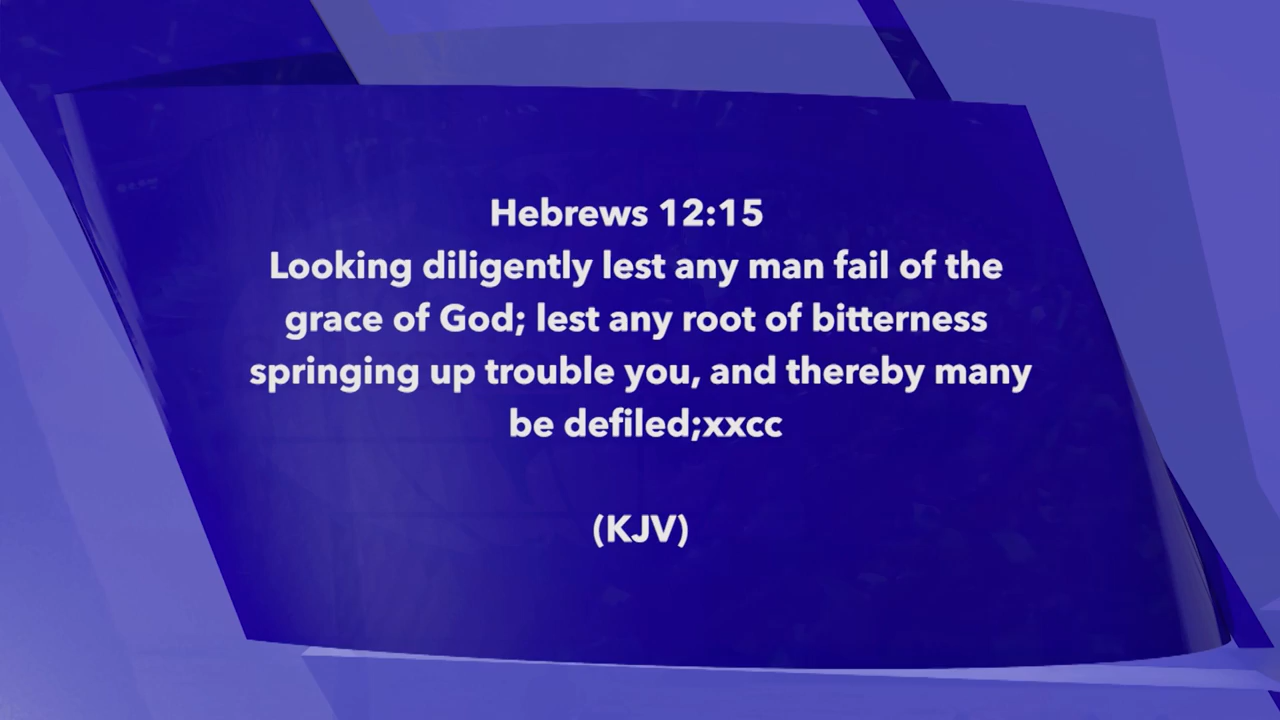 Hebrews 12:15
Looking diligently lest any man fail of the
grace of God; lest any root of bitterness
springing up trouble you, and thereby many
be defiled;xxcc
(KJV)